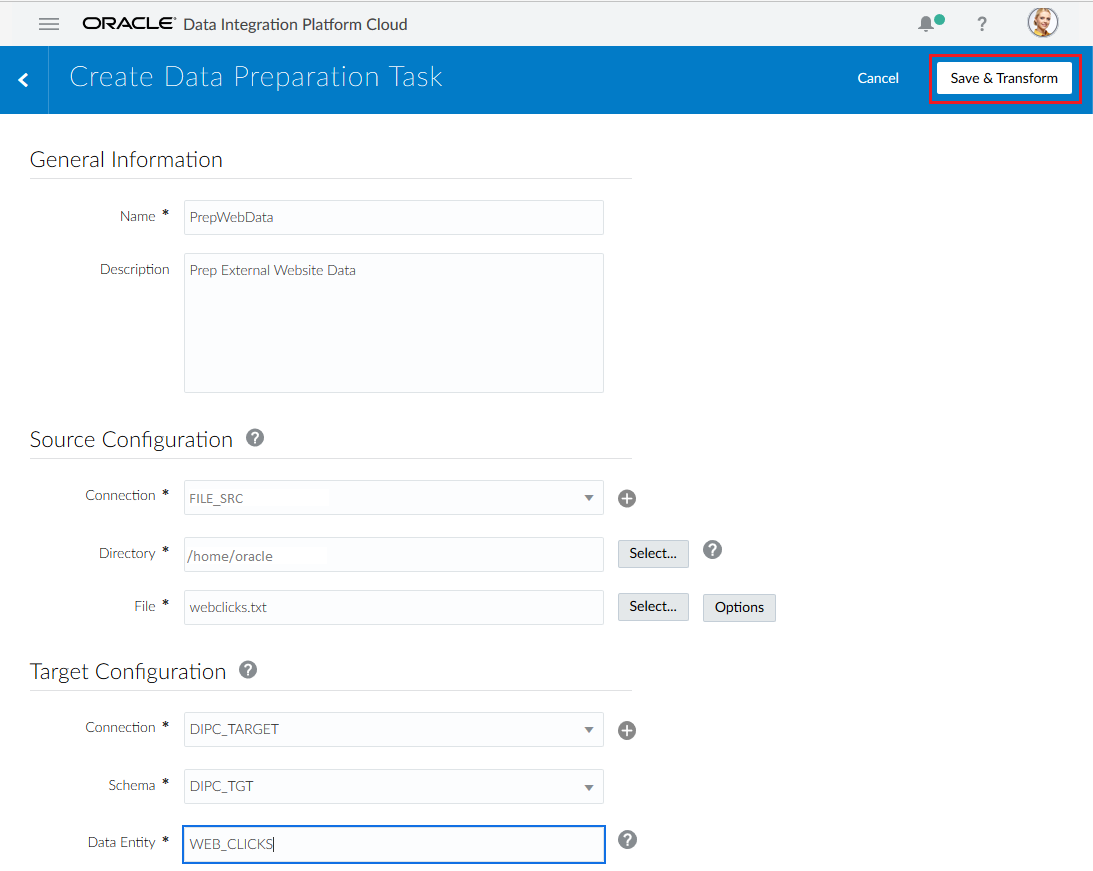 ORACLE® Data Integration Platform Cloud ?
Create Data Preparation Task Cancel Save & Transform
General Information
Name * PrepWebData
Description Prep External Website Data
Source Configuration ?
Connection * FILE_SRC
Directory * /home/oracle Select... ?
File * webclicks.txt Select... Options
Target Configuration ?
Connection * DIPC_TARGET
Schema * DIPC_TGT
Data Entity * WEB_CLICKS ?